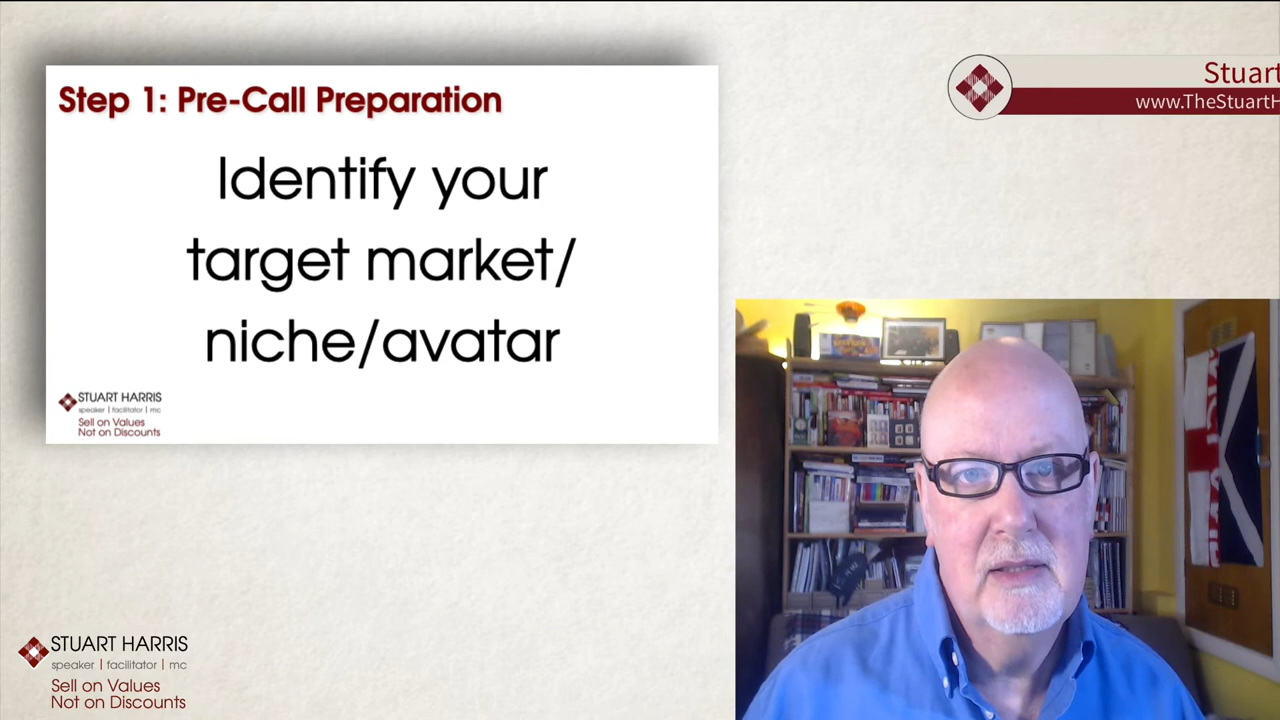 Step 1: Pre-Call Preparation
Identify your
target market/
niche/avatar
STUART HARRIS
speaker | facilitator | mc
Sell on Values
Not on Discounts
Stuart
www.TheStuartH
STUART HARRIS
speaker | facilitator | mc
Sell on Values
Not on Discounts